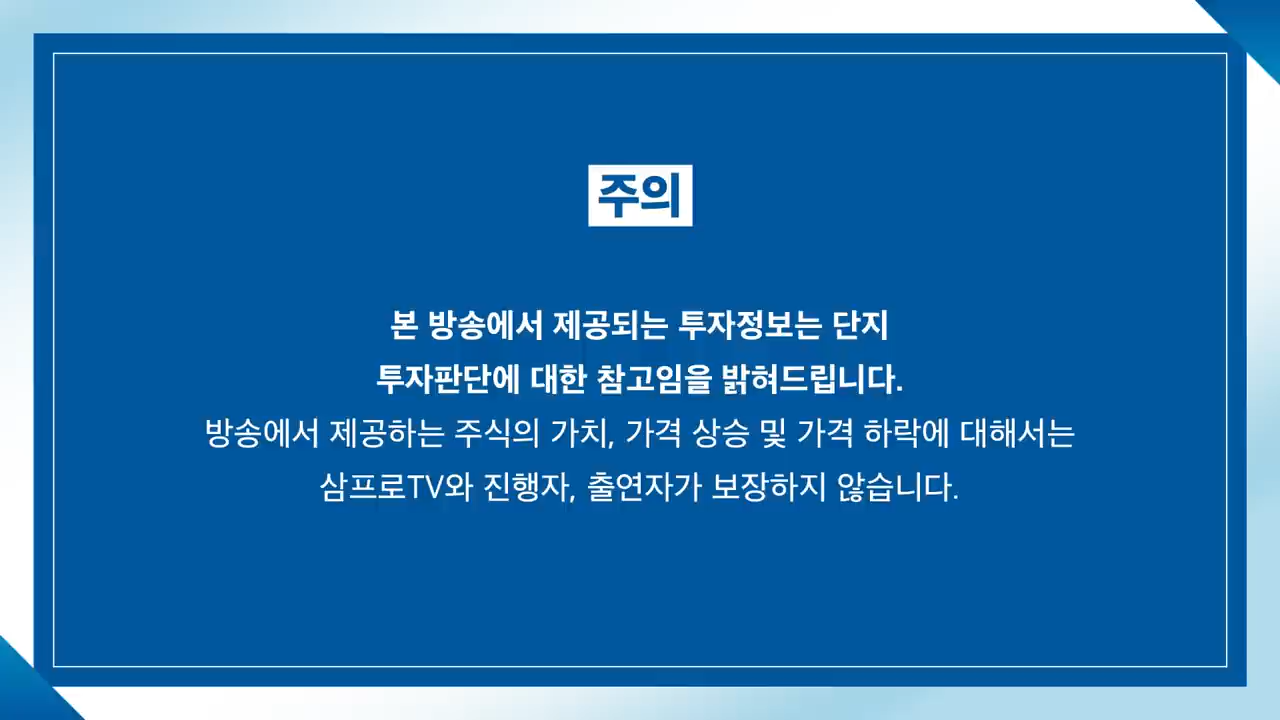 주의
본 방송에서 제공되는 투자정보는 단지
투자판단에 대한 참고임을 밝혀드립니다.
방송에서 제공하는 주식의 가치, 가격 상승 및 가격 하락에 대해서는
삼프로TV와 진행자, 출연자가 보장하지 않습니다.